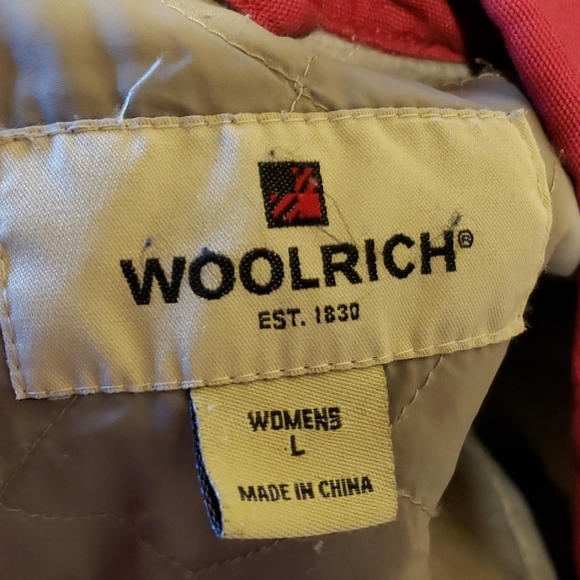 WOOLRICH®
EST. 1830
WOMENS
L
MADE IN CHINA